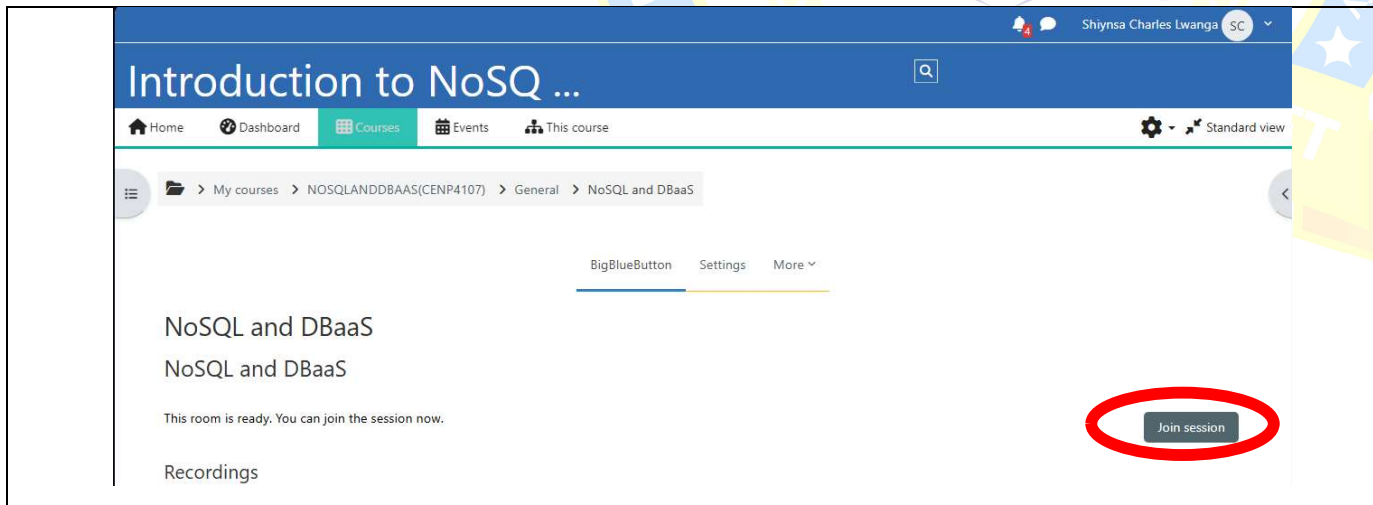 4 Shiynsa Charles Lwanga SC
Introduction to NoSQ ...
Home Dashboard Courses Events This course Standard view
My courses > NOSQLANDDBAAS(CENP4107) > General > NoSQL and DBaaS
BigBlueButton Settings More
NoSQL and DBaaS
NoSQL and DBaaS
This room is ready. You can join the session now. Join session
Recordings